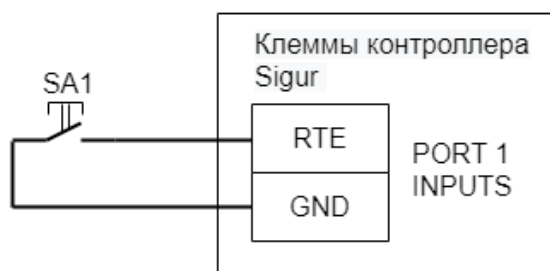 Клеммы контроллера
Sigur
SA1
RTE
PORT 1
INPUTS
GND